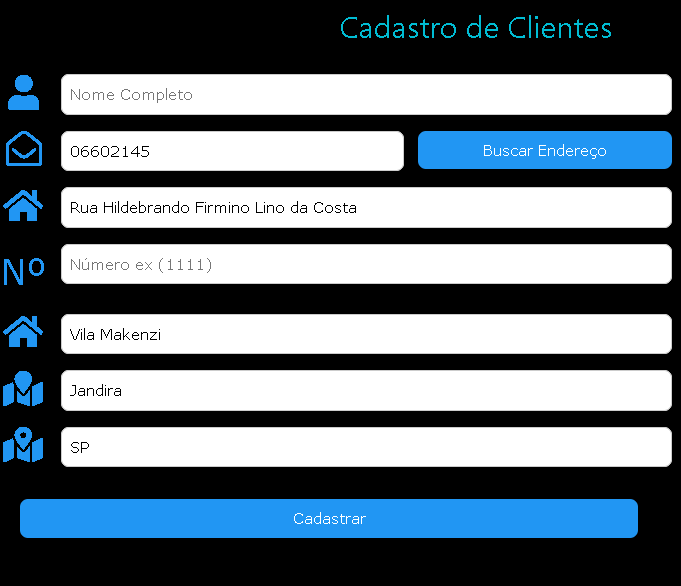 Cadastro de Clientes
Nome Completo
06602145 Buscar Endereço
Rua Hildebrando Firmino Lino da Costa
Nº Número ex (1111)
Vila Makenzi
Jandira
SP
Cadastrar